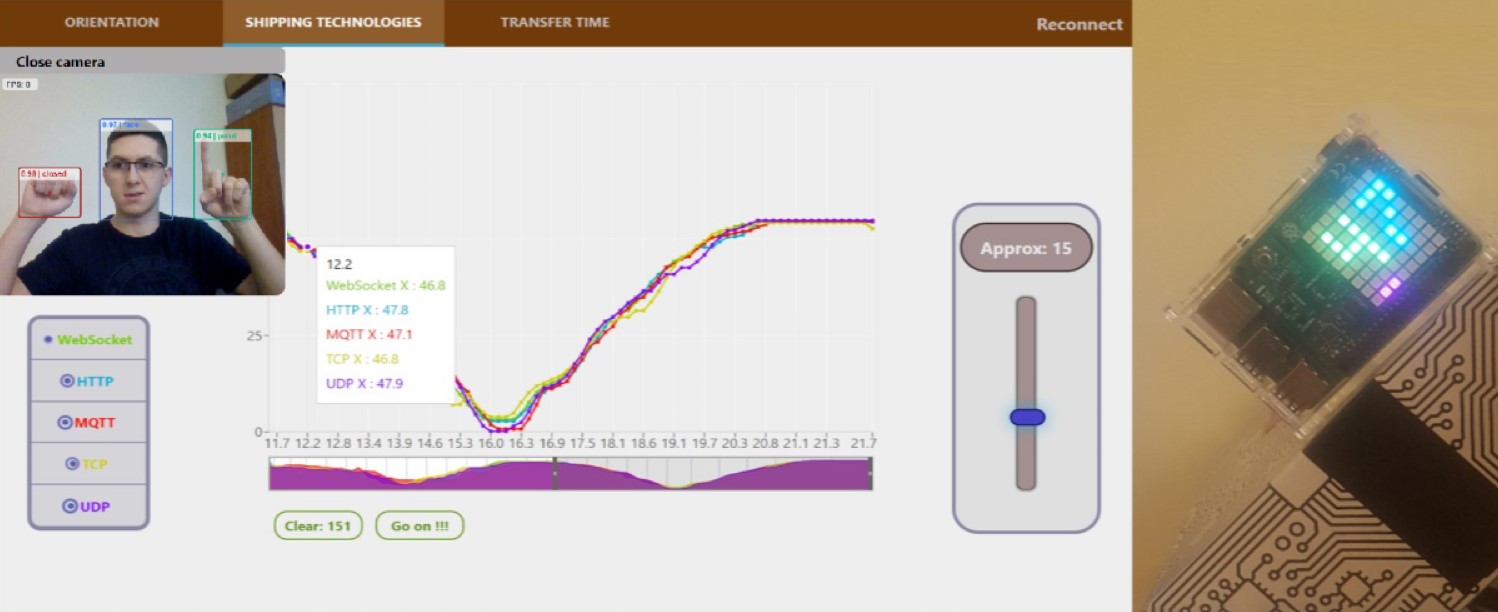 ORIENTATION
SHIPPING TECHNOLOGIES
TRANSFER TIME
Reconnect
Close camera
FPS: 0
0.97 | face
0.94 | point
0.98 | closed
12.2
WebSocket X : 46.8
HTTP X : 47.8
MQTT X : 47.1
TCP X : 46.8
UDP X : 47.9
Approx: 15
WebSocket
HTTP
MQTT
TCP
UDP
25
0
11.7 12.2 12.8 13.4 13.9 14.6 15.3 16.0 16.3 16.9 17.5 18.1 18.6 19.1 19.7 20.3 20.8 21.1 21.3 21.7
Clear: 151
Go on !!!